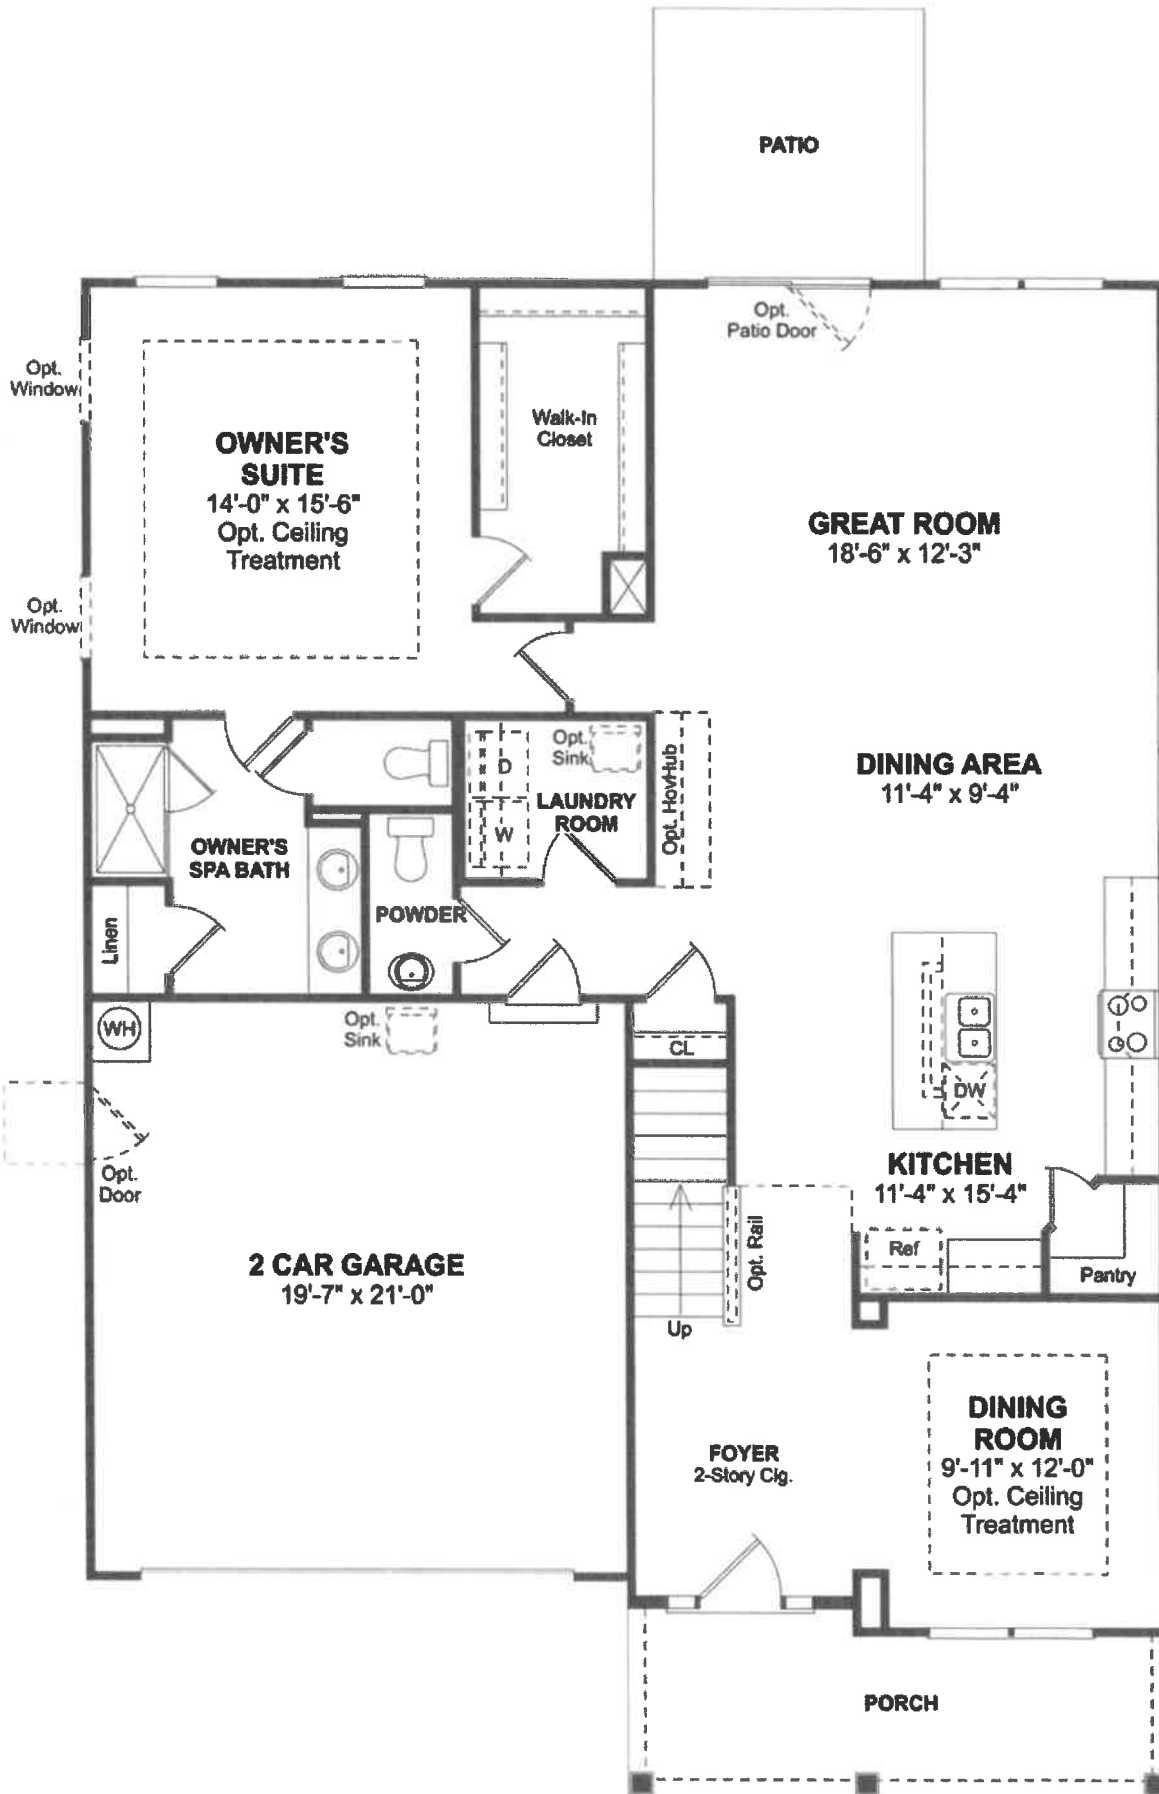 PATIO
Opt.
Patio Door
Opt.
Window
OWNER'S
SUITE
14'-0" x 15'-6"
Opt. Ceiling
Treatment
Walk-In
Closet
GREAT ROOM
18'-6" x 12'-3"
Opt.
Window
Opt.
Sink
D
W
LAUNDRY
ROOM
Opt. HovHub
DINING AREA
11'-4" x 9'-4"
OWNER'S
SPA BATH
Linen
POWDER
WH
Opt.
Sink
CL
DW
Opt.
Door
KITCHEN
11'-4" x 15'-4"
Ref
Pantry
2 CAR GARAGE
19'-7" x 21'-0"
Opt. Rail
Up
FOYER
2-Story Clg.
DINING
ROOM
9'-11" x 12'-0"
Opt. Ceiling
Treatment
PORCH